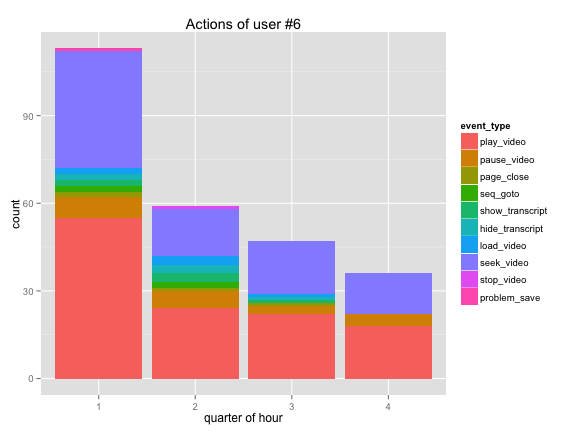 Actions of user #6
count
90
60
30
0
1 2 3 4
quarter of hour
event_type
play_video
pause_video
page_close
seq_goto
show_transcript
hide_transcript
load_video
seek_video
stop_video
problem_save